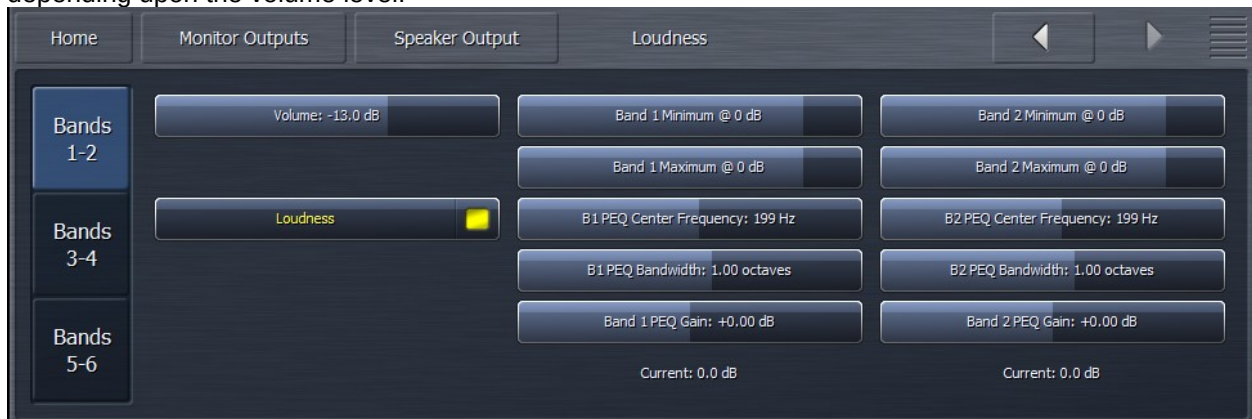 depending upon the volume level.
Home
Monitor Outputs
Speaker Output
Loudness
Bands
1-2
Bands
3-4
Bands
5-6
Volume: -13.0 dB
Loudness
Band 1 Minimum @ 0 dB
Band 1 Maximum @ 0 dB
B1 PEQ Center Frequency: 199 Hz
B1 PEQ Bandwidth: 1.00 octaves
Band 1 PEQ Gain: +0.00 dB
Current: 0.0 dB
Band 2 Minimum @ 0 dB
Band 2 Maximum @ 0 dB
B2 PEQ Center Frequency: 199 Hz
B2 PEQ Bandwidth: 1.00 octaves
Band 2 PEQ Gain: +0.00 dB
Current: 0.0 dB